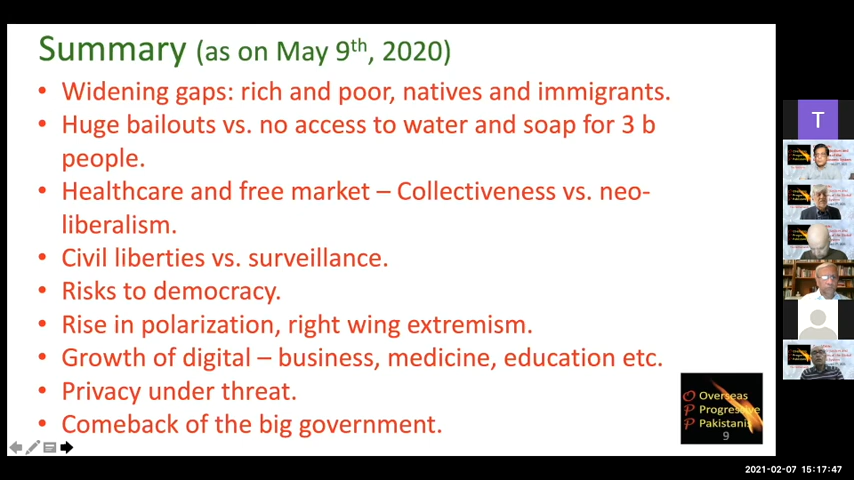 Summary (as on May 9th, 2020)
• Widening gaps: rich and poor, natives and immigrants.
• Huge bailouts vs. no access to water and soap for 3 b
people.
• Healthcare and free market – Collectiveness vs. neo-
liberalism.
• Civil liberties vs. surveillance.
• Risks to democracy.
• Rise in polarization, right wing extremism.
• Growth of digital – business, medicine, education etc.
• Privacy under threat.
• Comeback of the big government.
O Overseas
P Progressive
P Pakistanis
9
T
2021-02-07 15:17:47